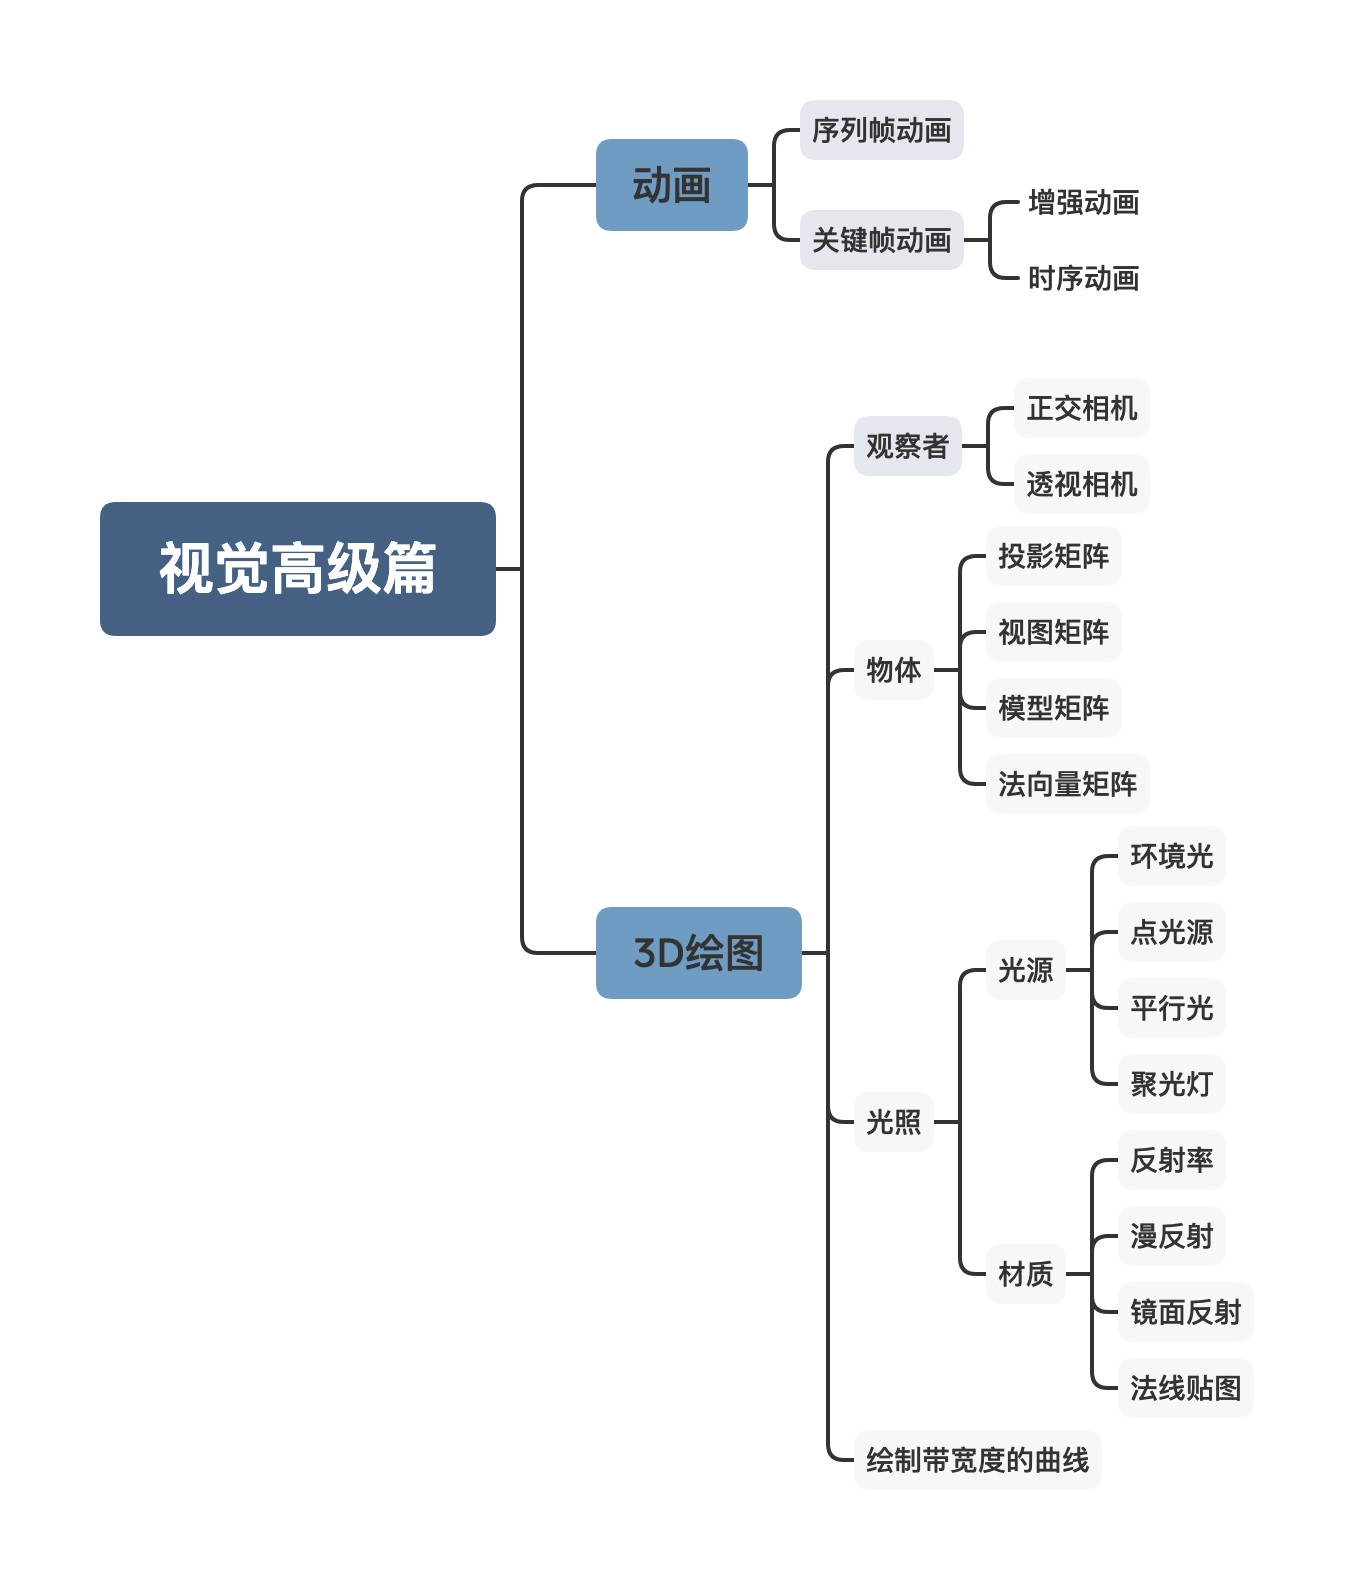 视觉高级篇
动画
序列帧动画
关键帧动画
增强动画
时序动画
3D绘图
观察者
正交相机
透视相机
物体
投影矩阵
视图矩阵
模型矩阵
法向量矩阵
光照
光源
环境光
点光源
平行光
聚光灯
材质
反射率
漫反射
镜面反射
法线贴图
绘制带宽度的曲线